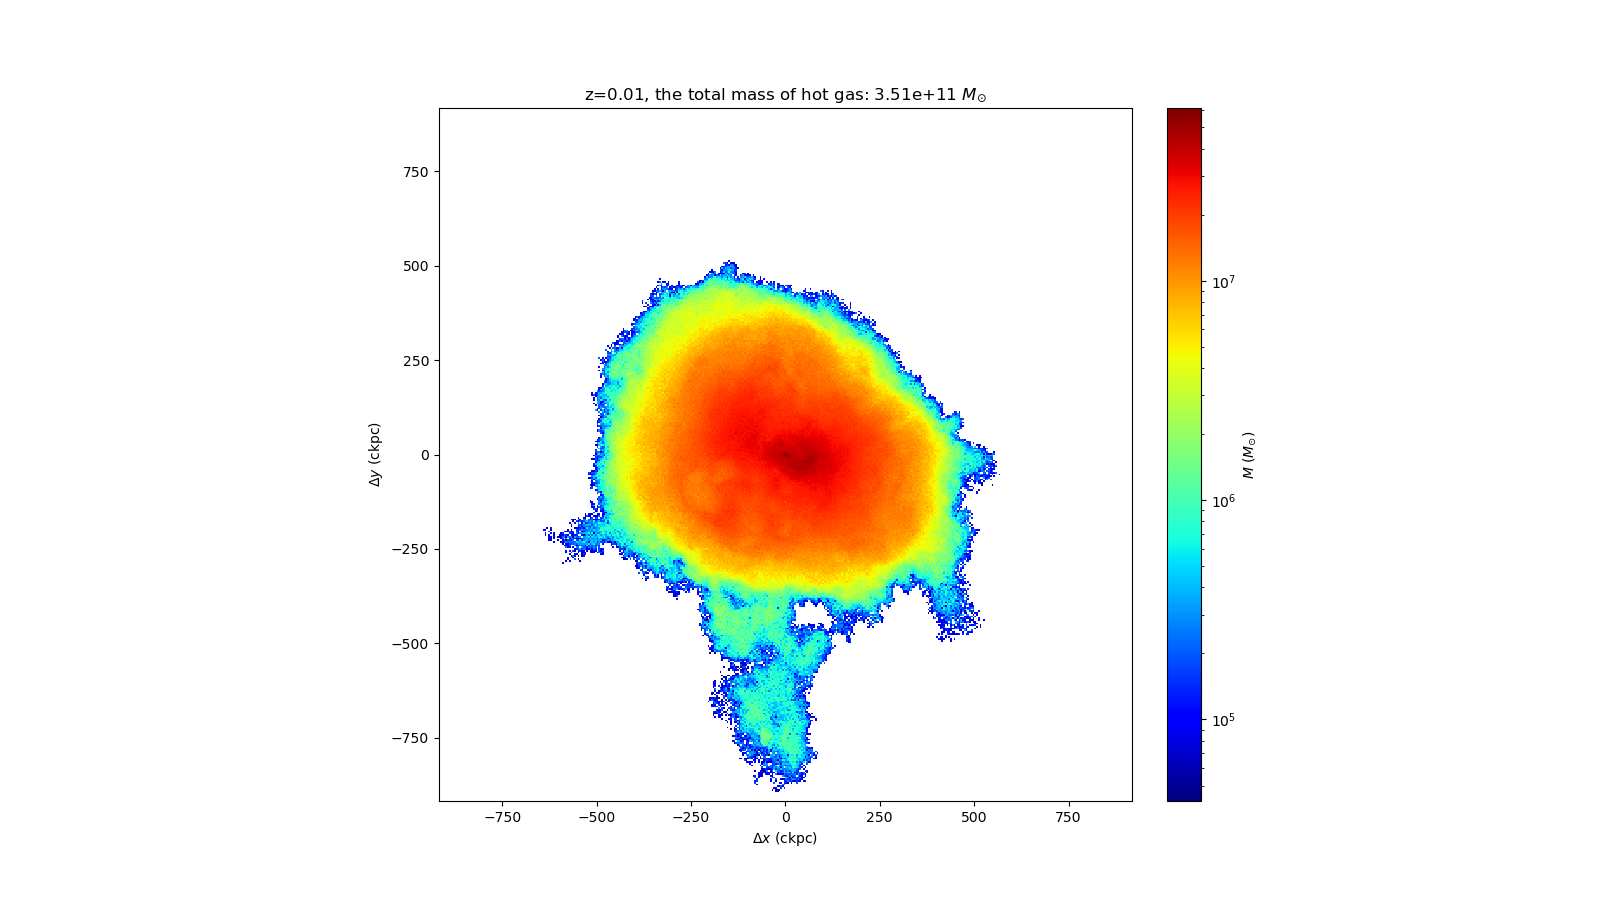 z=0.01, the total mass of hot gas: 3.51e+11 M☉
750
500
250
0
−250
−500
−750
Δy (ckpc)
−750 −500 −250 0 250 500 750
Δx (ckpc)
10⁷
10⁶
10⁵
M (M☉)